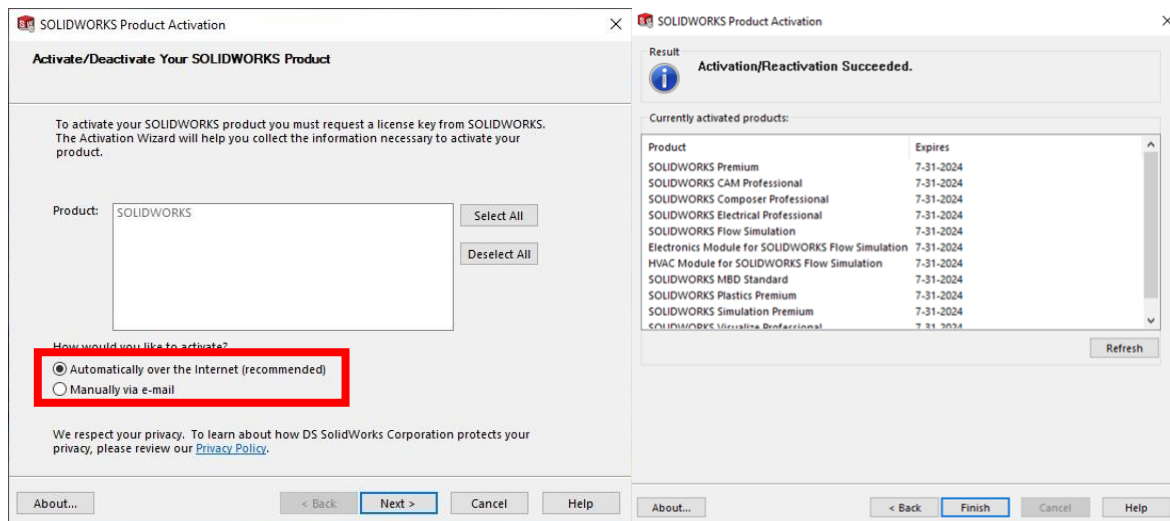 SOLIDWORKS Product Activation
Activate/Deactivate Your SOLIDWORKS Product
To activate your SOLIDWORKS product you must request a license key from SOLIDWORKS.
The Activation Wizard will help you collect the information necessary to activate your
product.
Product:
SOLIDWORKS
Select All
Deselect All
How would you like to activate?
Automatically over the Internet (recommended)
Manually via e-mail
We respect your privacy. To learn about how DS SolidWorks Corporation protects your
privacy, please review our Privacy Policy.
About...
< Back
Next >
Cancel
Help
SOLIDWORKS Product Activation
Result
Activation/Reactivation Succeeded.
Currently activated products:
Product Expires
SOLIDWORKS Premium 7-31-2024
SOLIDWORKS CAM Professional 7-31-2024
SOLIDWORKS Composer Professional 7-31-2024
SOLIDWORKS Electrical Professional 7-31-2024
SOLIDWORKS Flow Simulation 7-31-2024
Electronics Module for SOLIDWORKS Flow Simulation 7-31-2024
HVAC Module for SOLIDWORKS Flow Simulation 7-31-2024
SOLIDWORKS MBD Standard 7-31-2024
SOLIDWORKS Plastics Premium 7-31-2024
SOLIDWORKS Simulation Premium 7-31-2024
SOLIDWORKS Visualize Professional 7-31-2024
Refresh
About...
< Back
Finish
Cancel
Help